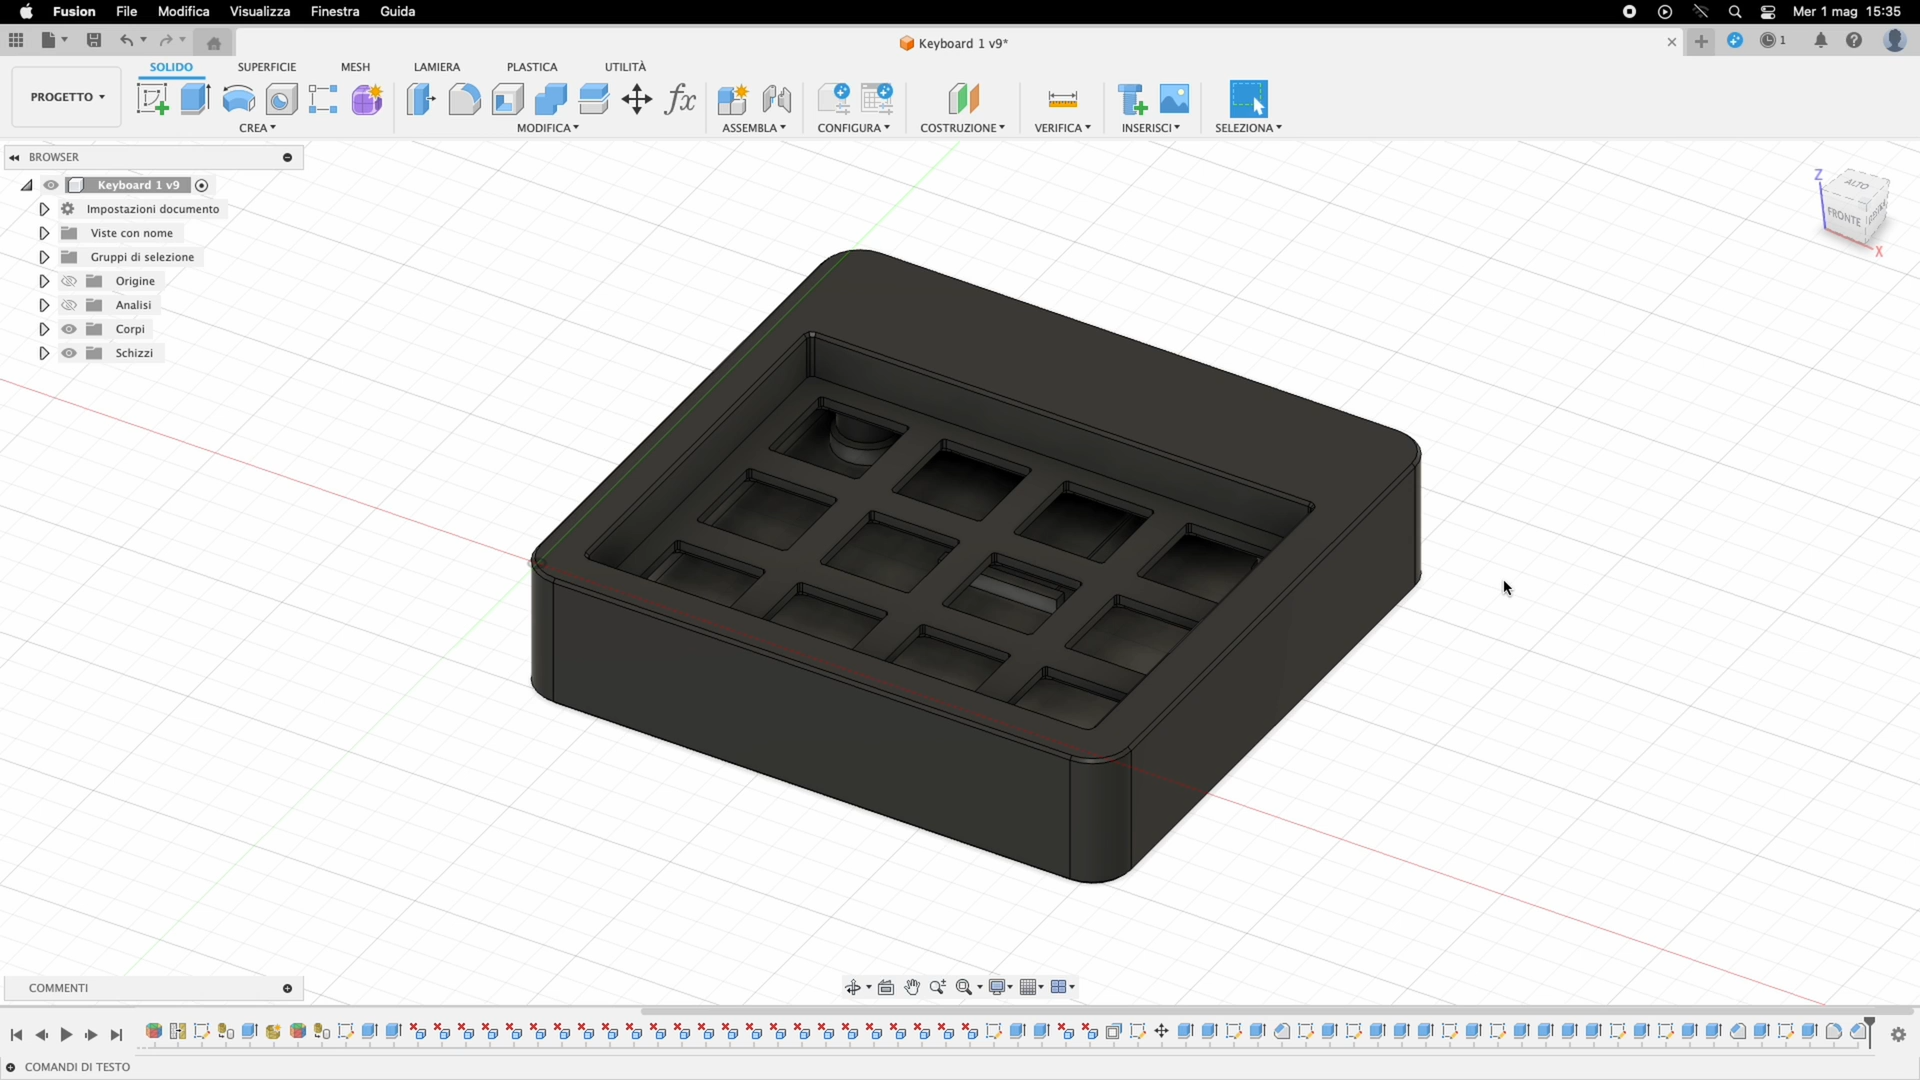 Fusion File Modifica Visualizza Finestra Guida Mer 1 mag 15:35
Keyboard 1 v9* 1
SOLIDO SUPERFICIE MESH LAMIERA PLASTICA UTILITÀ
PROGETTO
fx
CREA MODIFICA ASSEMBLA CONFIGURA COSTRUZIONE VERIFICA INSERISCI SELEZIONA
BROWSER
Keyboard 1 v9
Impostazioni documento
Viste con nome
Gruppi di selezione
Origine
Analisi
Corpi
Schizzi
Z
ALTO
FRONTE
X
COMMENTI
COMANDI DI TESTO